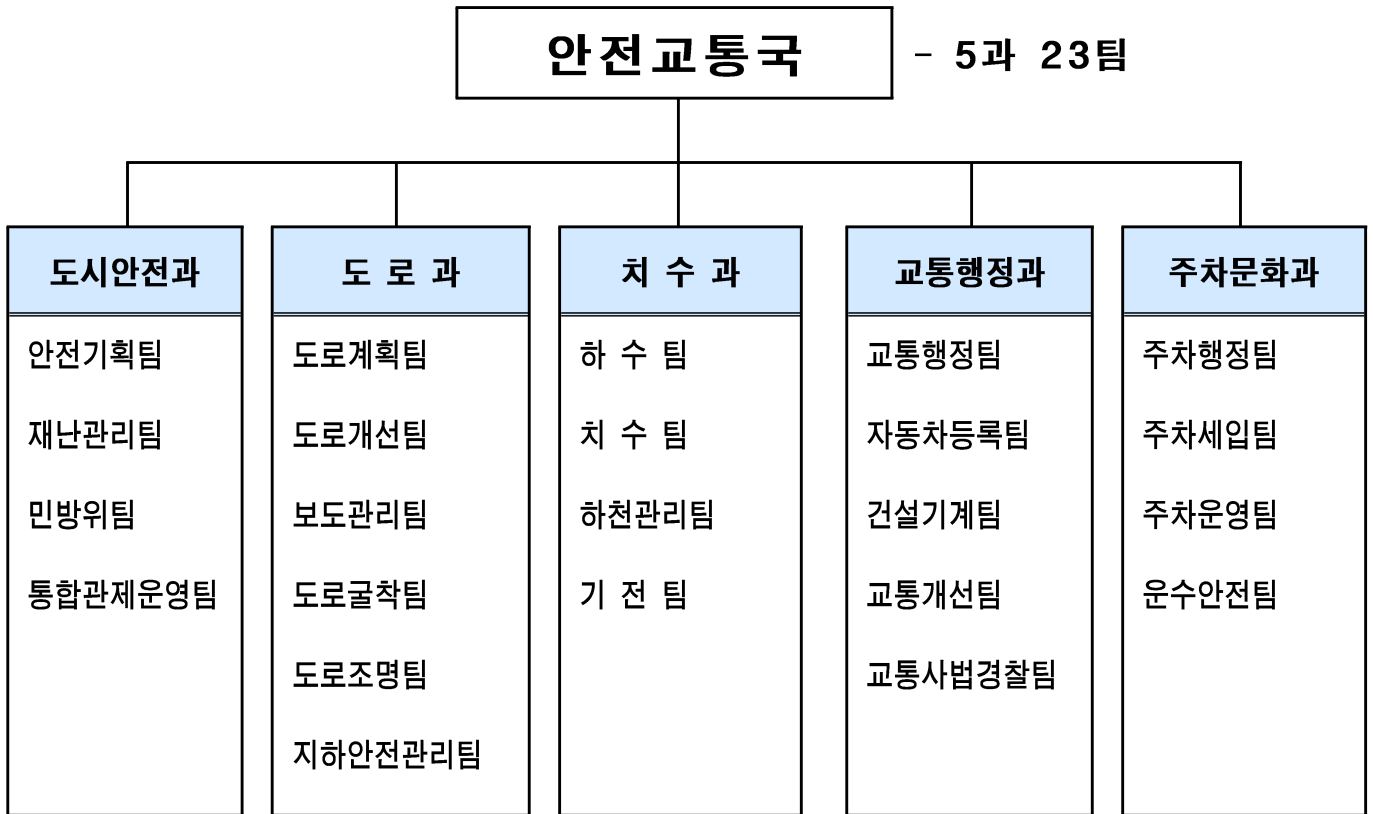 안전교통국
- 5과 23팀
도시안전과
안전기획팀
재난관리팀
민방위팀
통합관제운영팀
도 로 과
도로계획팀
도로개선팀
보도관리팀
도로굴착팀
도로조명팀
지하안전관리팀
치 수 과
하 수 팀
치 수 팀
하천관리팀
기 전 팀
교통행정과
교통행정팀
자동차등록팀
건설기계팀
교통개선팀
교통사법경찰팀
주차문화과
주차행정팀
주차세입팀
주차운영팀
운수안전팀